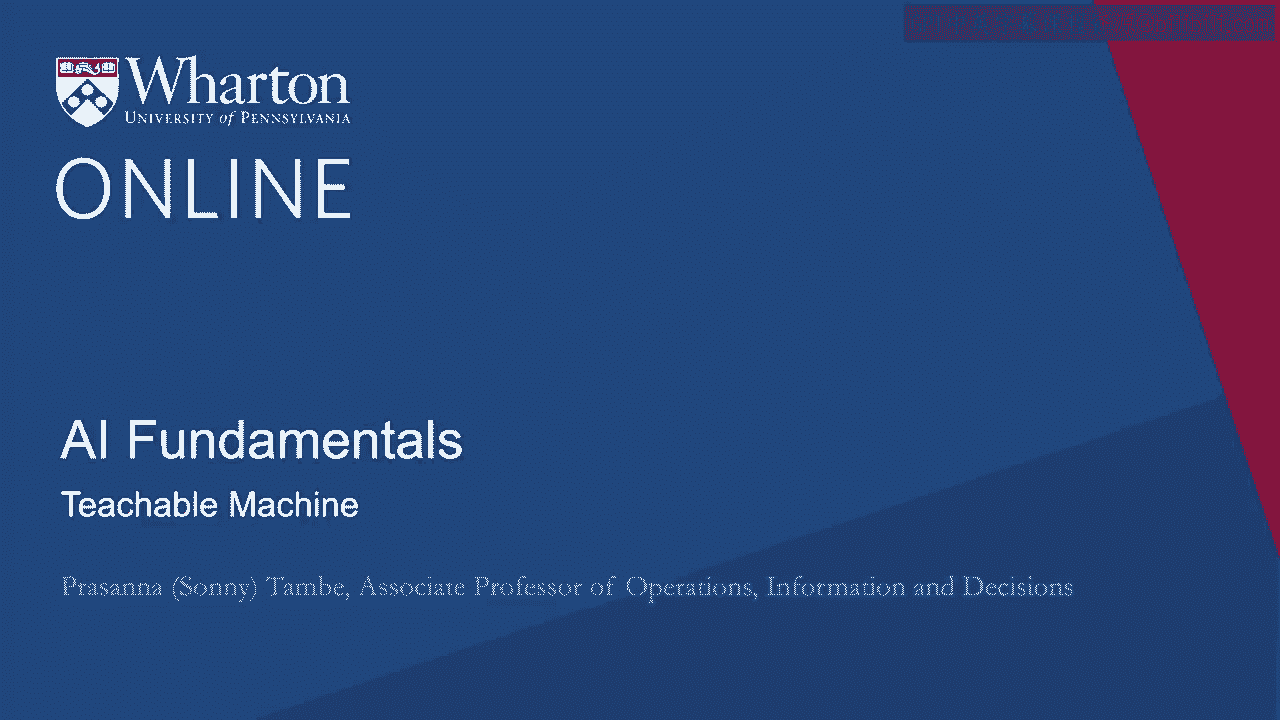 Wharton
UNIVERSITY of PENNSYLVANIA
ONLINE
AI Fundamentals
Teachable Machine
Prasanna (Sonny) Tambe, Associate Professor of Operations, Information and Decisions